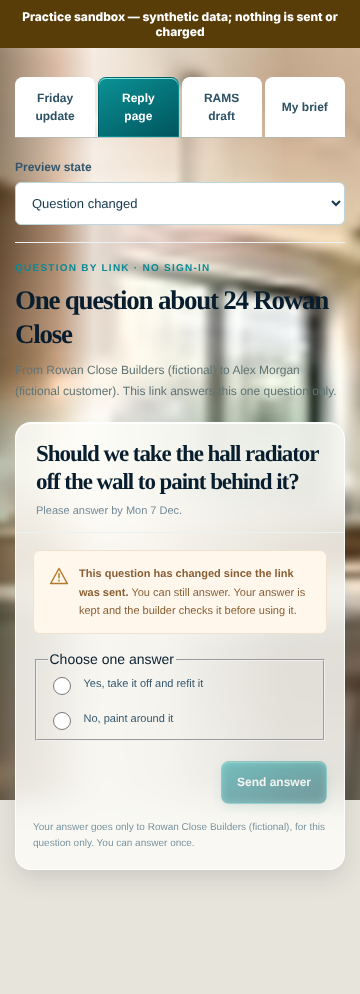 Practice sandbox — synthetic data; nothing is sent or
charged
Friday
update
Reply
page
RAMS
draft
My brief
Preview state
Question changed
QUESTION BY LINK · NO SIGN-IN
One question about 24 Rowan
Close
From Rowan Close Builders (fictional) to Alex Morgan
(fictional customer). This link answers this one question only.
Should we take the hall radiator
off the wall to paint behind it?
Please answer by Mon 7 Dec.
This question has changed since the link
was sent. You can still answer. Your answer is
kept and the builder checks it before using it.
Choose one answer
Yes, take it off and refit it
No, paint around it
Send answer
Your answer goes only to Rowan Close Builders (fictional), for this
question only. You can answer once.